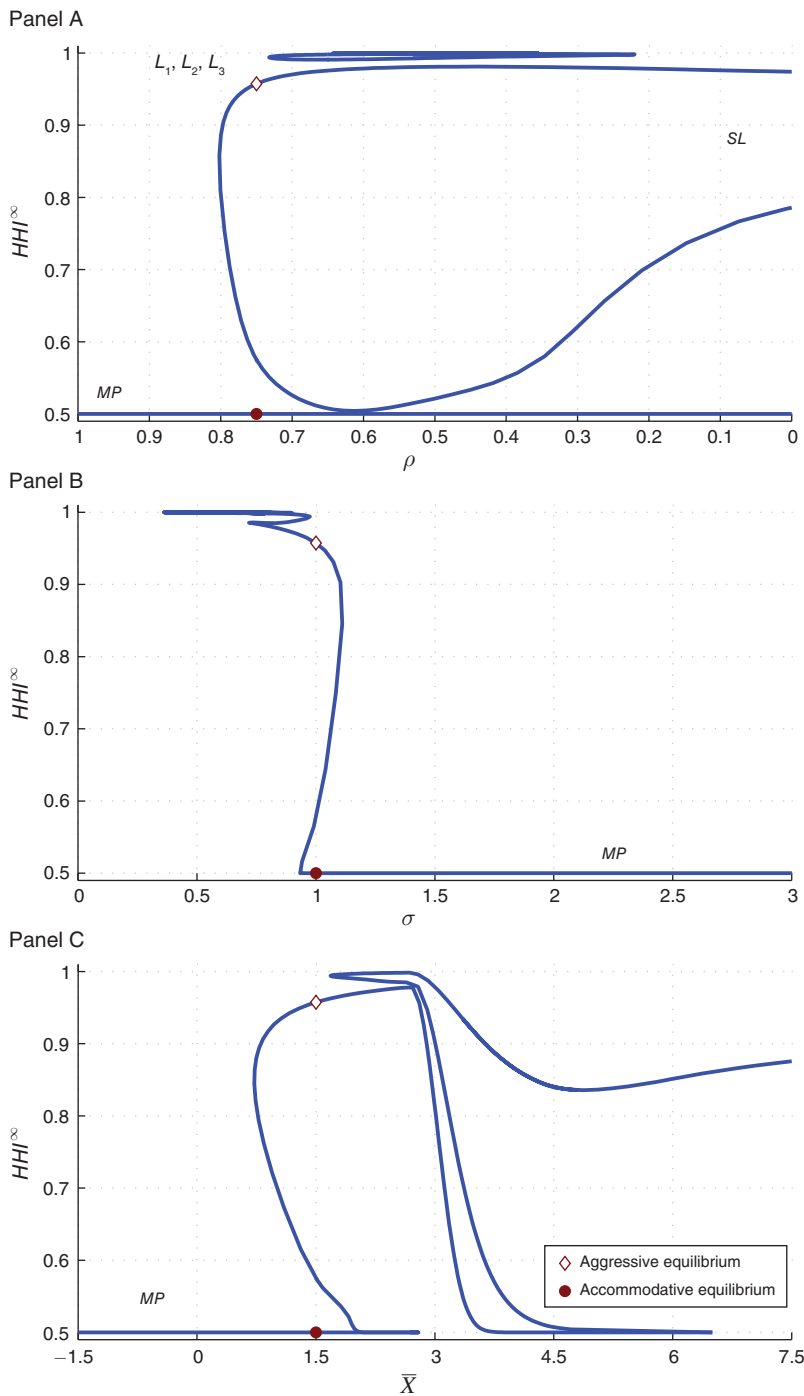 Panel A
1
0.9
0.8
0.7
0.6
0.5
HHI∞
L1, L2, L3
SL
MP
1 0.9 0.8 0.7 0.6 0.5 0.4 0.3 0.2 0.1 0
ρ
Panel B
1
0.9
0.8
0.7
0.6
0.5
HHI∞
MP
0 0.5 1 1.5 2 2.5 3
σ
Panel C
1
0.9
0.8
0.7
0.6
0.5
HHI∞
MP
Aggressive equilibrium
Accommodative equilibrium
−1.5 0 1.5 3 4.5 6 7.5
X̅